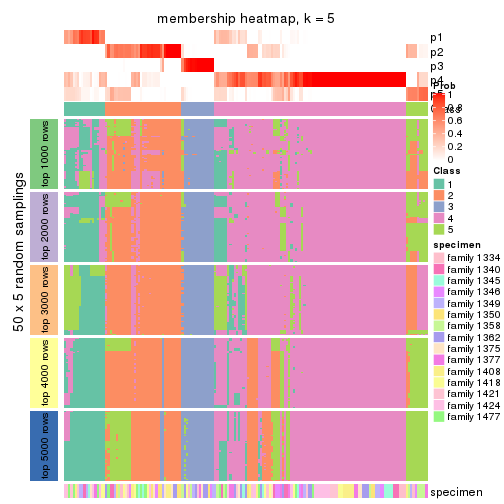 membership heatmap, k = 5
p1
p2
p3
p4
Prob
0.6
0.4
0.2
0
Class
1
2
3
4
5
specimen
family 1334
family 1340
family 1345
family 1346
family 1349
family 1350
family 1358
family 1362
family 1375
family 1377
family 1408
family 1418
family 1421
family 1424
family 1477
50 x 5 random samplings
top 1000 rows
top 2000 rows
top 3000 rows
top 4000 rows
top 5000 rows
specimen